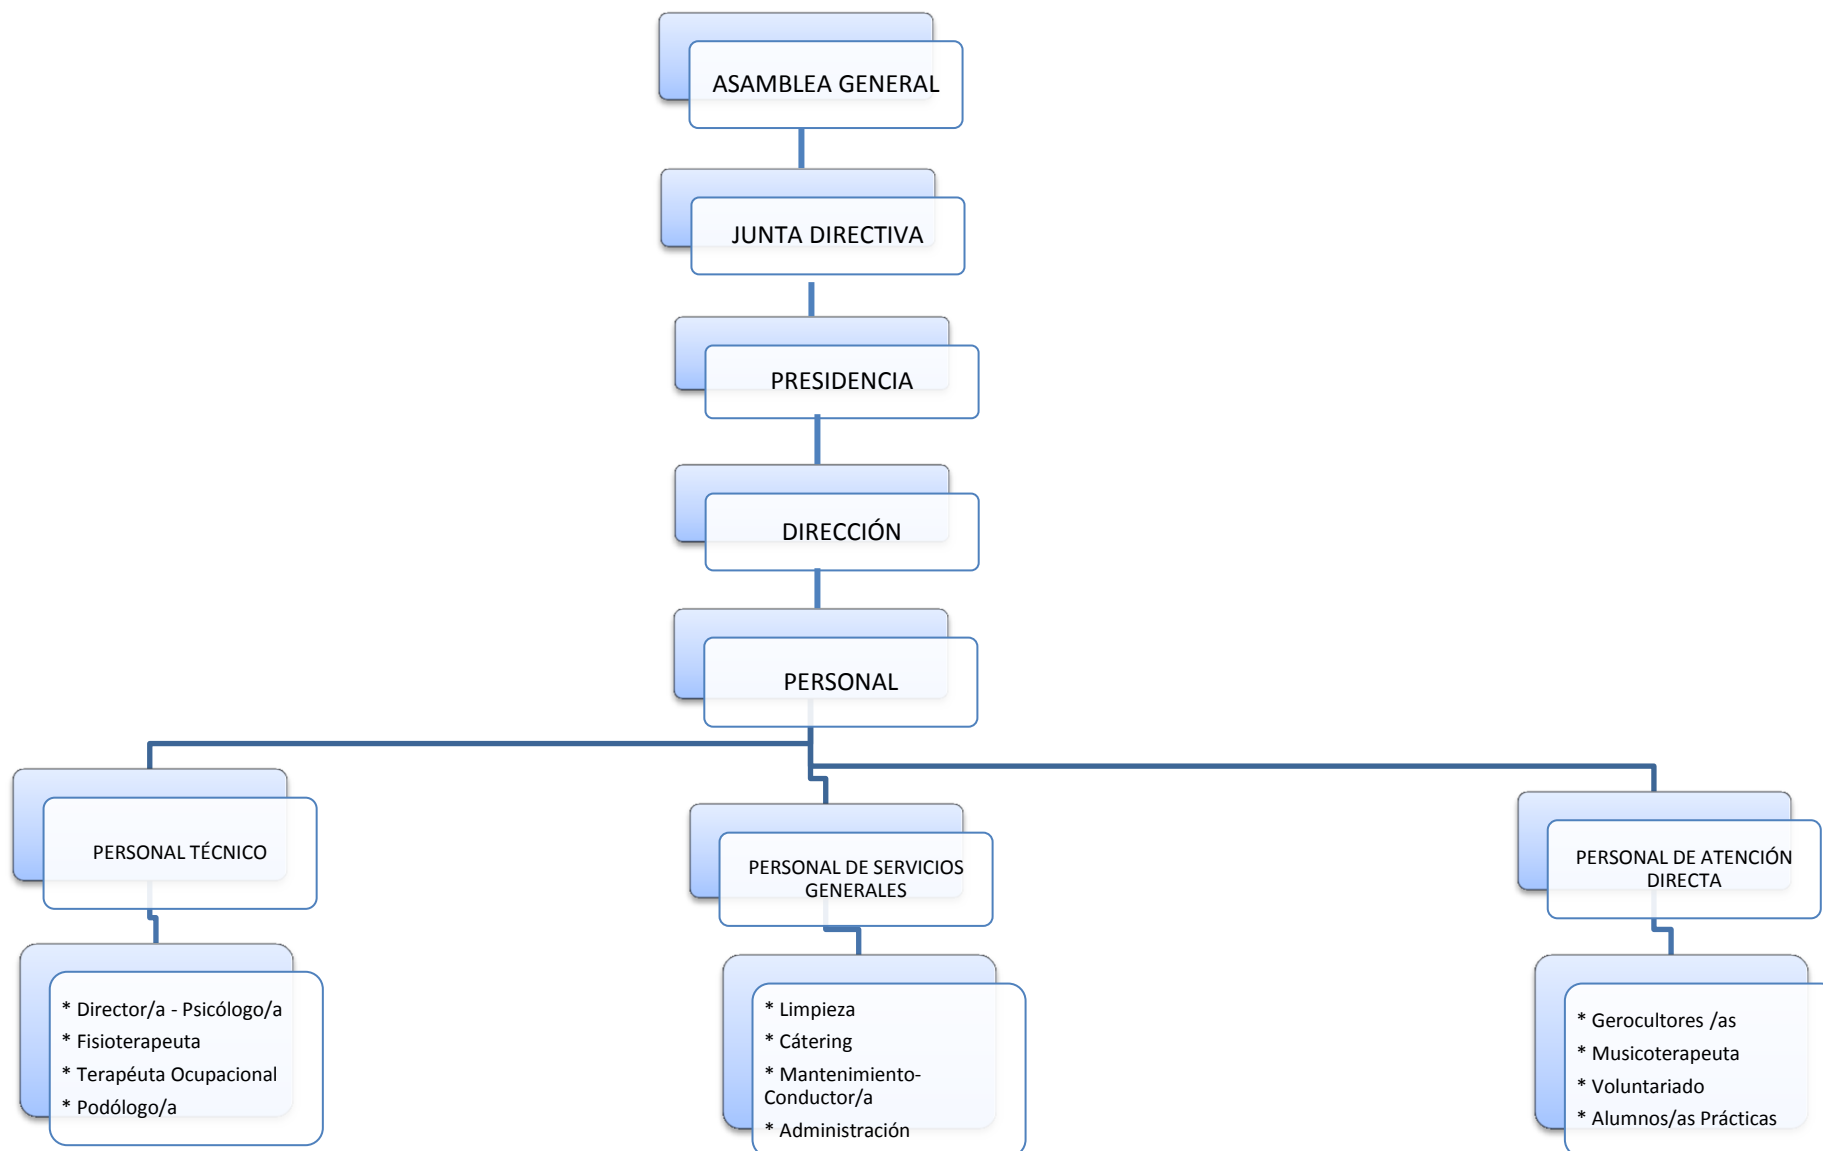 ASAMBLEA GENERAL
JUNTA DIRECTIVA
PRESIDENCIA
DIRECCIÓN
PERSONAL
PERSONAL TÉCNICO
* Director/a - Psicólogo/a
* Fisioterapeuta
* Terapéuta Ocupacional
* Podólogo/a
PERSONAL DE SERVICIOS
GENERALES
* Limpieza
* Cátering
* Mantenimiento-
Conductor/a
* Administración
PERSONAL DE ATENCIÓN
DIRECTA
* Gerocultores /as
* Musicoterapeuta
* Voluntariado
* Alumnos/as Prácticas